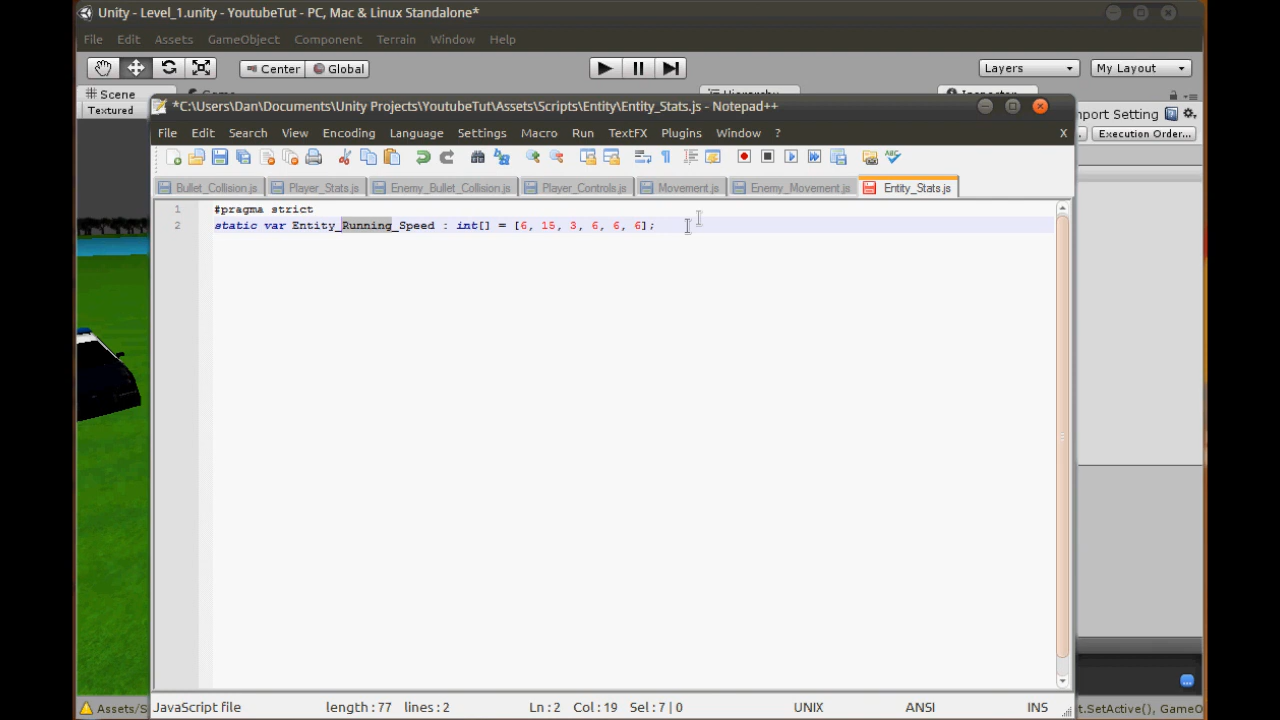 Unity - Level_1.unity - YoutubeTut - PC, Mac & Linux Standalone*
File Edit Assets GameObject Component Terrain Window Help
Center Global Layers My Layout
Scene
Textured
*C:\Users\Dan\Documents\Unity Projects\YoutubeTut\Assets\Scripts\Entity\Entity_Stats.js - Notepad++
mport Setting
File Edit Search View Encoding Language Settings Macro Run TextFX Plugins Window ? X
Execution Order...
Bullet_Collision.js Player_Stats.js Enemy_Bullet_Collision.js Player_Controls.js Movement.js Enemy_Movement.js Entity_Stats.js
1 #pragma strict
2 static var Entity_Running_Speed : int[] = [6, 15, 3, 6, 6, 6];
JavaScript file length:77 lines:2 Ln:2 Col:19 Sel:7|0 UNIX ANSI INS
Assets/S
t.SetActive(), GameO